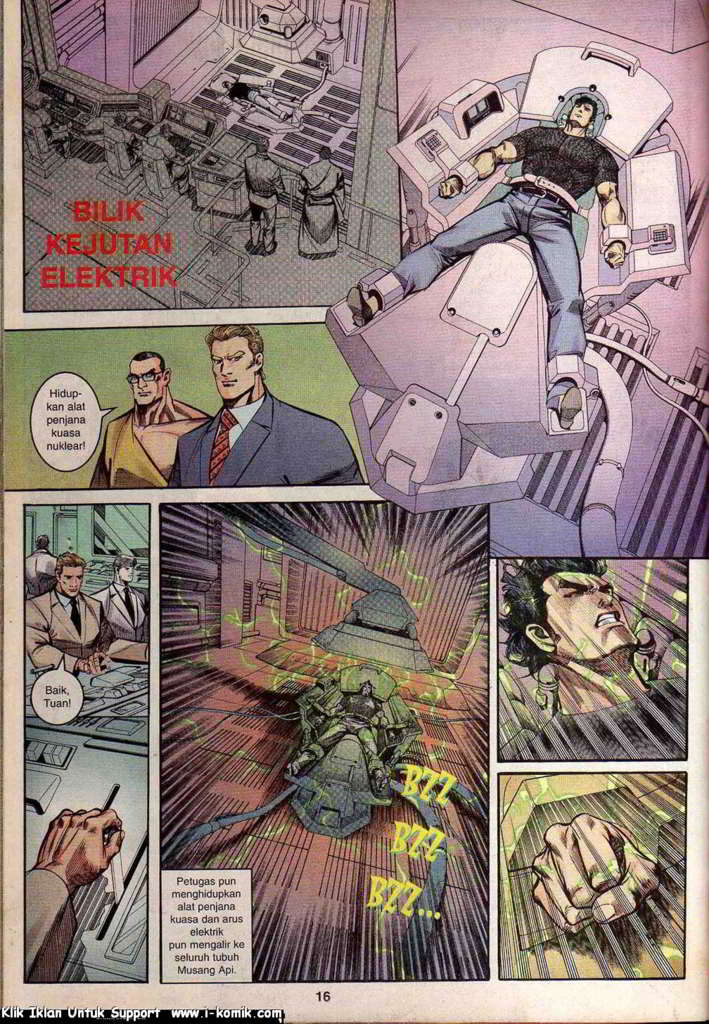 BILIK
KEJUTAN
ELEKTRIK
Hidup-
kan alat
penjana
kuasa
nuklear!
Baik,
Tuan!
BZZ
BZZ
BZZ...
Petugas pun
menghidupkan
alat penjana
kuasa dan arus
elektrik
pun mengalir ke
seluruh tubuh
Musang Api.
16
Klik Iklan Untuk Support www.i-komik.com